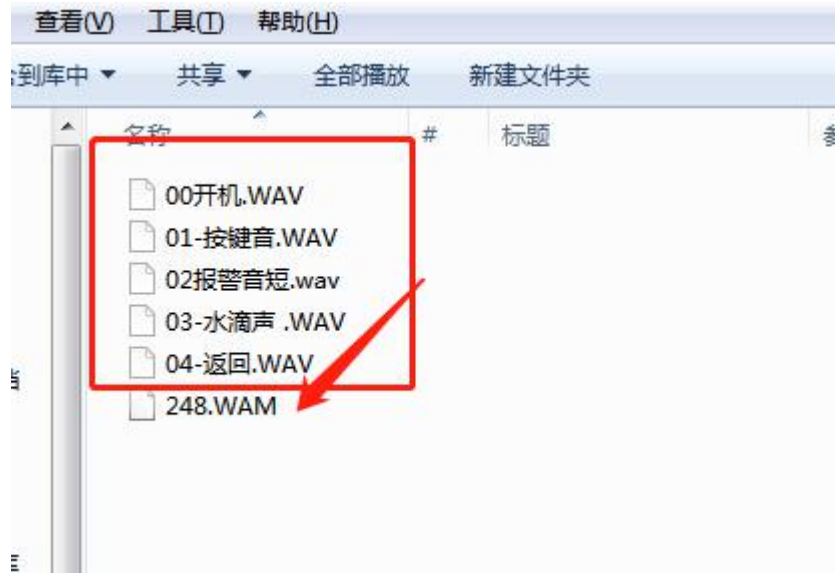 查看(V) 工具(T) 帮助(H)
到库中 共享 全部播放 新建文件夹
名称 # 标题
00开机.WAV
01-按键音.WAV
02报警音短.wav
03-水滴声 .WAV
04-返回.WAV
248.WAM